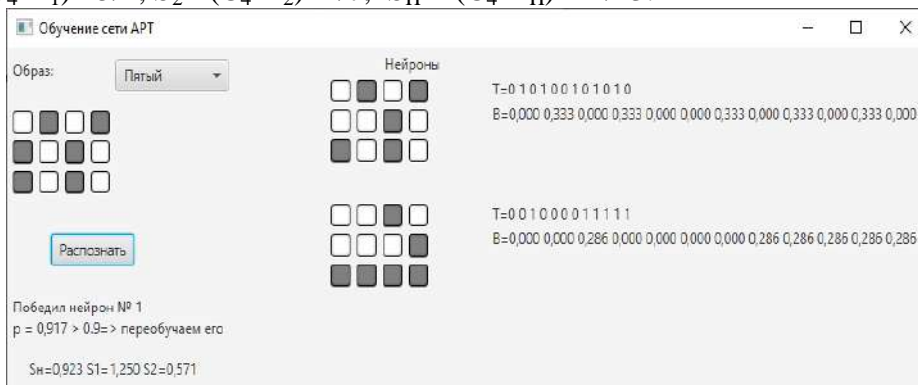 Обучение сети АРТ
Образ:
Пятый
Нейроны
T=0 1 0 1 0 0 1 0 1 0 1 0
B=0,000 0,333 0,000 0,333 0,000 0,000 0,333 0,000 0,333 0,000 0,333 0,000
T=0 0 1 0 0 0 0 1 1 1 1 1
B=0,000 0,000 0,286 0,000 0,000 0,000 0,000 0,286 0,286 0,286 0,286 0,286
Распознать
Победил нейрон № 1
p = 0,917 > 0.9=> переобучаем его
Sн=0,923 S1=1,250 S2=0,571